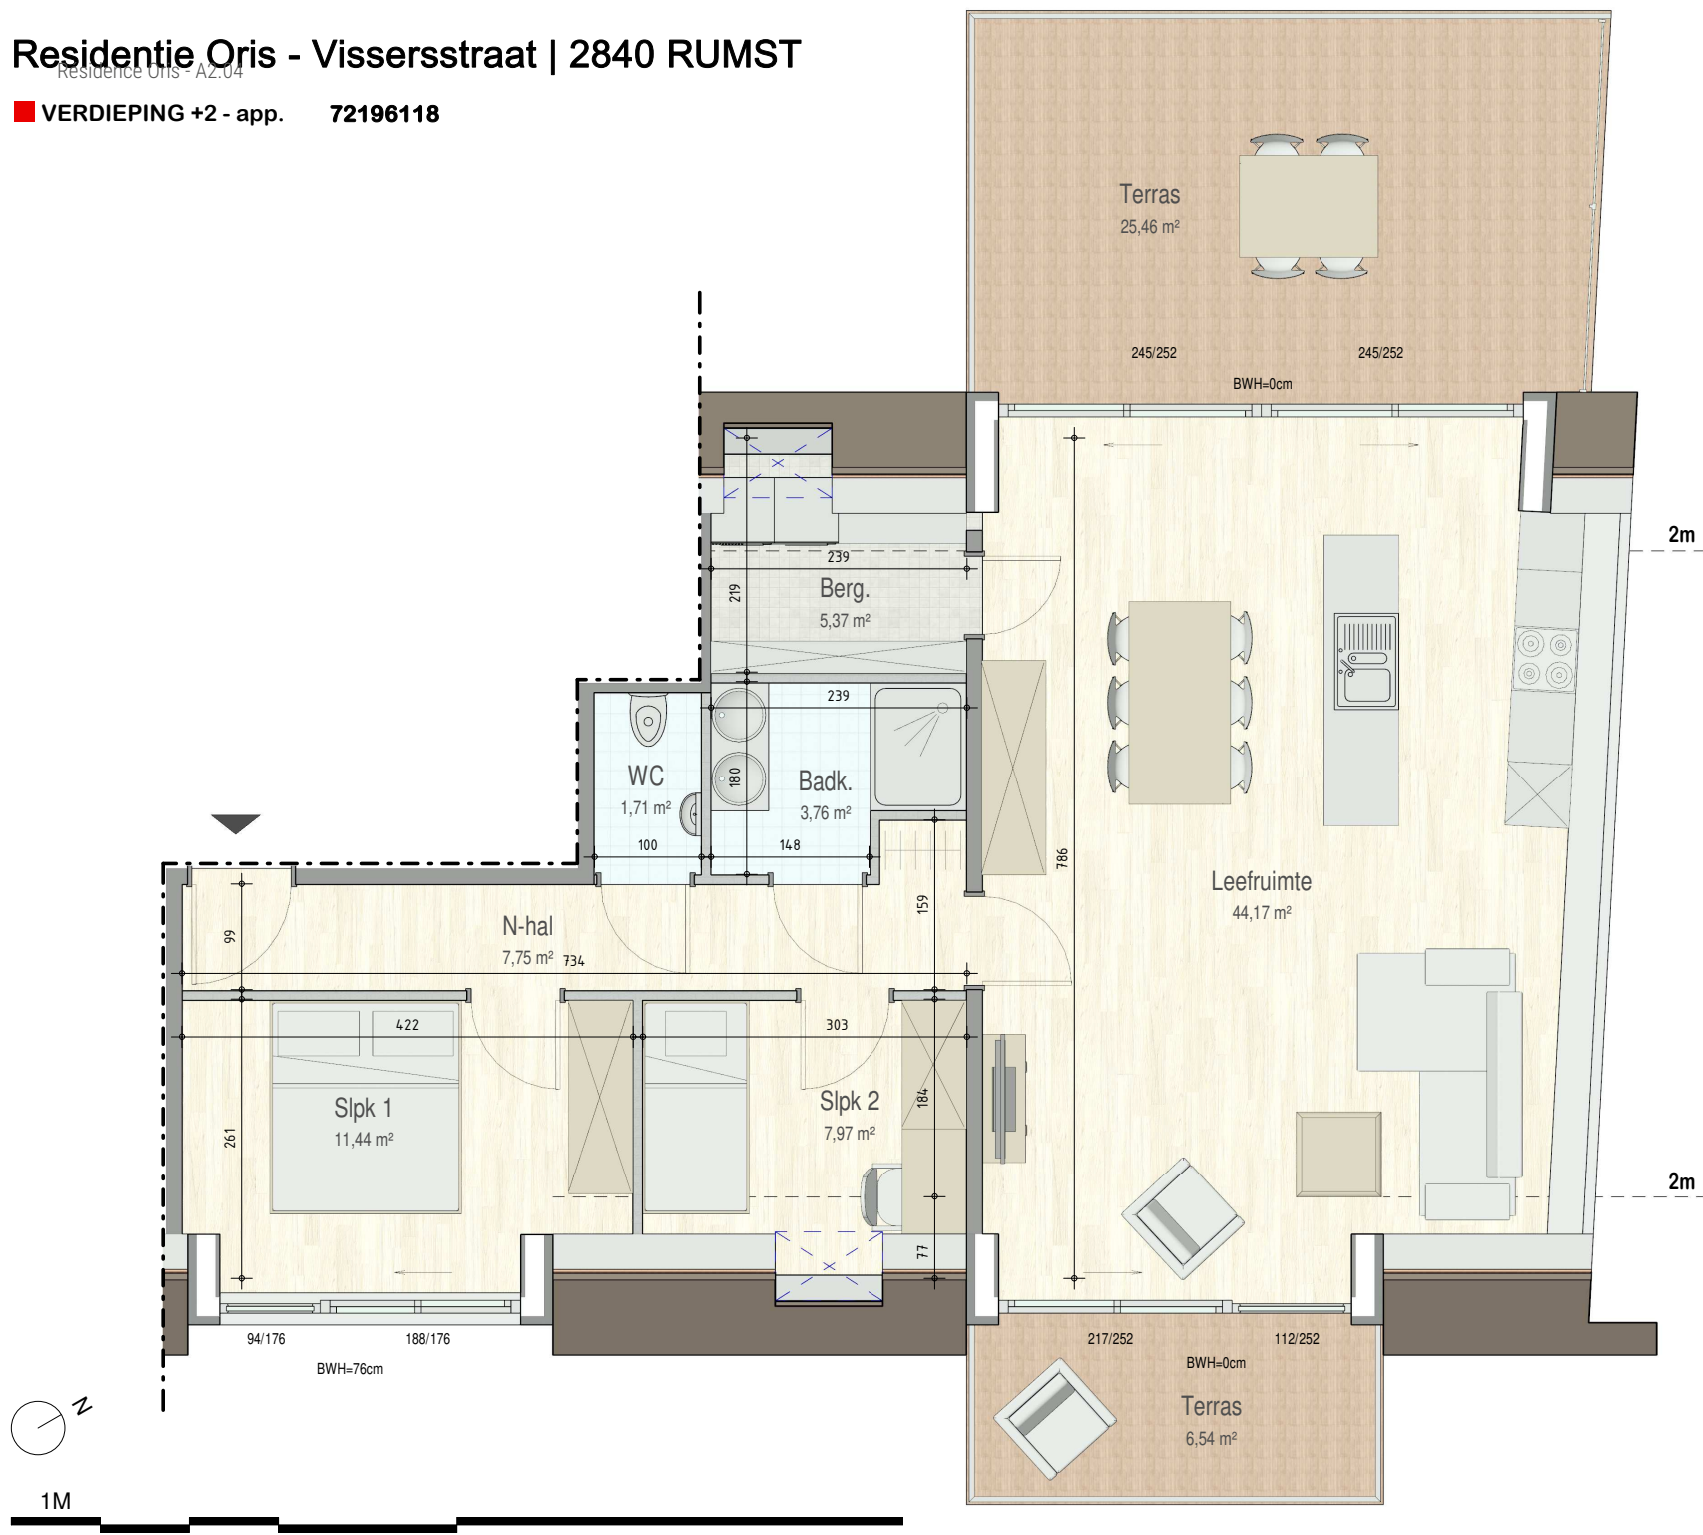 Residentie Oris - Vissersstraat | 2840 RUMST
Residence Oris - A2.04
VERDIEPING +2 - app. 72196118
Terras
25,46 m²
245/252 245/252
BWH=0cm
2m
239
219
Berg.
5,37 m²
239
180
WC
1,71 m²
Badk.
3,76 m²
100 148
786
Leefruimte
44,17 m²
159
99
N-hal
7,75 m² 734
422 303
Slpk 1
11,44 m²
261
Slpk 2
7,97 m²
184
2m
77
94/176 188/176
BWH=76cm
217/252 112/252
BWH=0cm
Terras
6,54 m²
N
1M